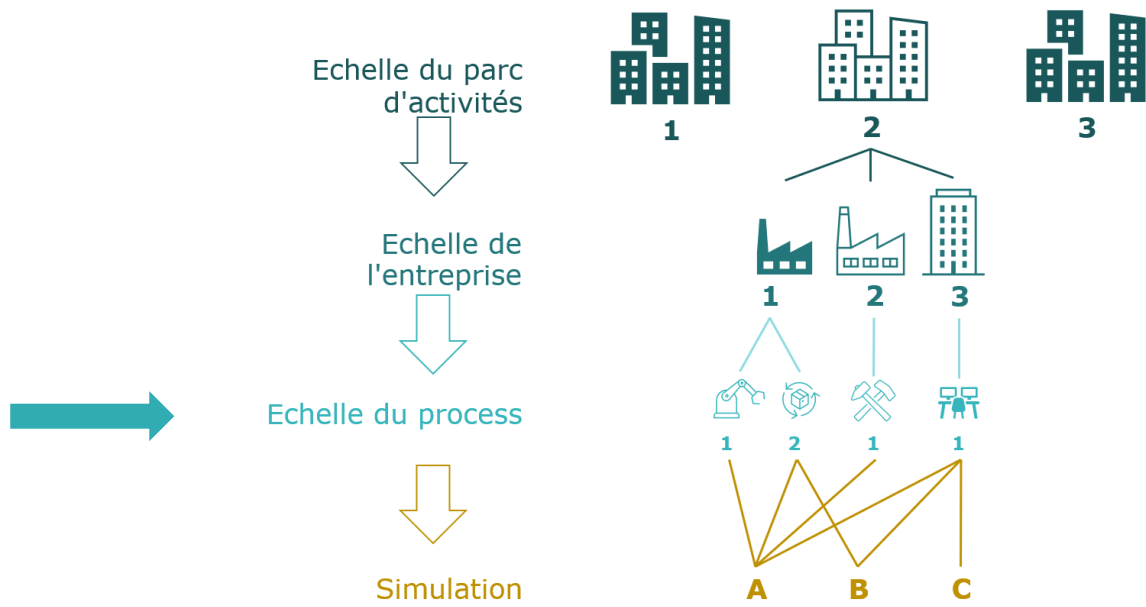 Echelle du parc
d'activités
1
2
3
Echelle de
l'entreprise
1
2
3
Echelle du process
1
2
1
1
Simulation
A
B
C